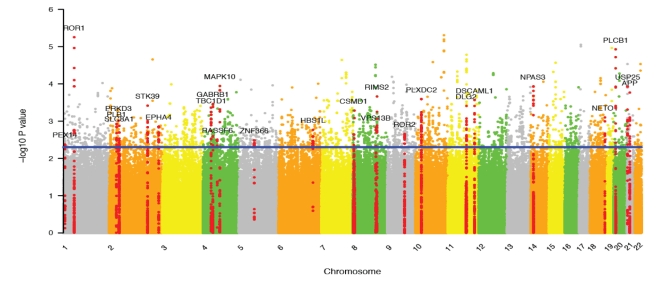 6
5
4
3
2
1
0
−log10 P value
ROR1
PEX14
PRKD3
PLB1
STK39
EPHA4
MAPK10
GABRB1
TBC1D1
RASSF6
ZNF366
HBS1L
CSMD1
RIMS2
VPS13B
ROR2
PLXDC2
DSCAML1
DLG2
NPAS3
NETO1
PLCB1
USP25
APP
1 2 3 4 5 6 7 8 9 10 11 12 13 14 15 16 17 18 19 20 21 22
Chromosome